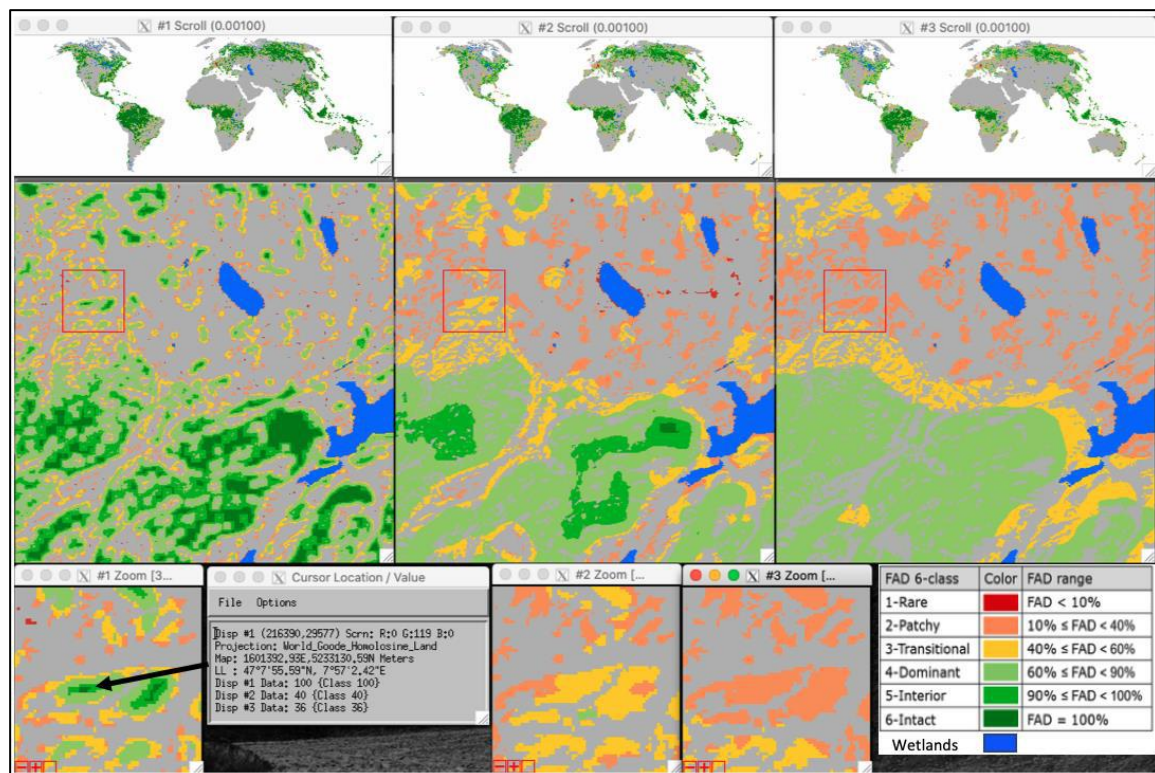 #1 Scroll (0.00100)
#2 Scroll (0.00100)
#3 Scroll (0.00100)
#1 Zoom [3...
Cursor Location / Value
File Options
Disp #1 (216390,29577) Scrn: R:0 G:119 B:0
Projection: World_Goode_Homolosine_Land
Map: 1601392.93E,5233130.59N Meters
LL : 47°7'55.59"N, 7°57'2.42"E
Disp #1 Data: 100 {Class 100}
Disp #2 Data: 40 {Class 40}
Disp #3 Data: 36 {Class 36}
#2 Zoom [...
#3 Zoom [...
FAD 6-class Color FAD range
1-Rare FAD < 10%
2-Patchy 10% ≤ FAD < 40%
3-Transitional 40% ≤ FAD < 60%
4-Dominant 60% ≤ FAD < 90%
5-Interior 90% ≤ FAD < 100%
6-Intact FAD = 100%
Wetlands